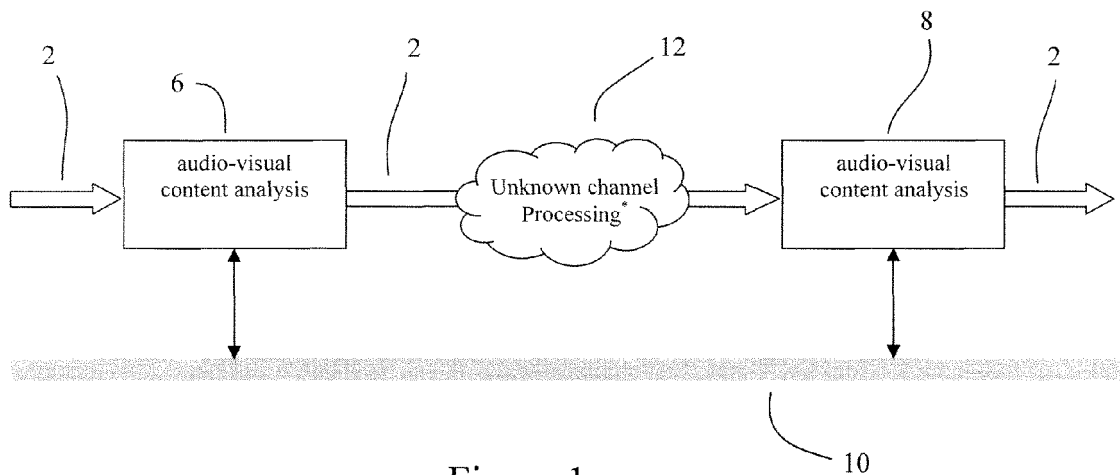 2
6
2
12
8
2
audio-visual
content analysis
Unknown channel
Processing*
audio-visual
content analysis
10
Figure 1